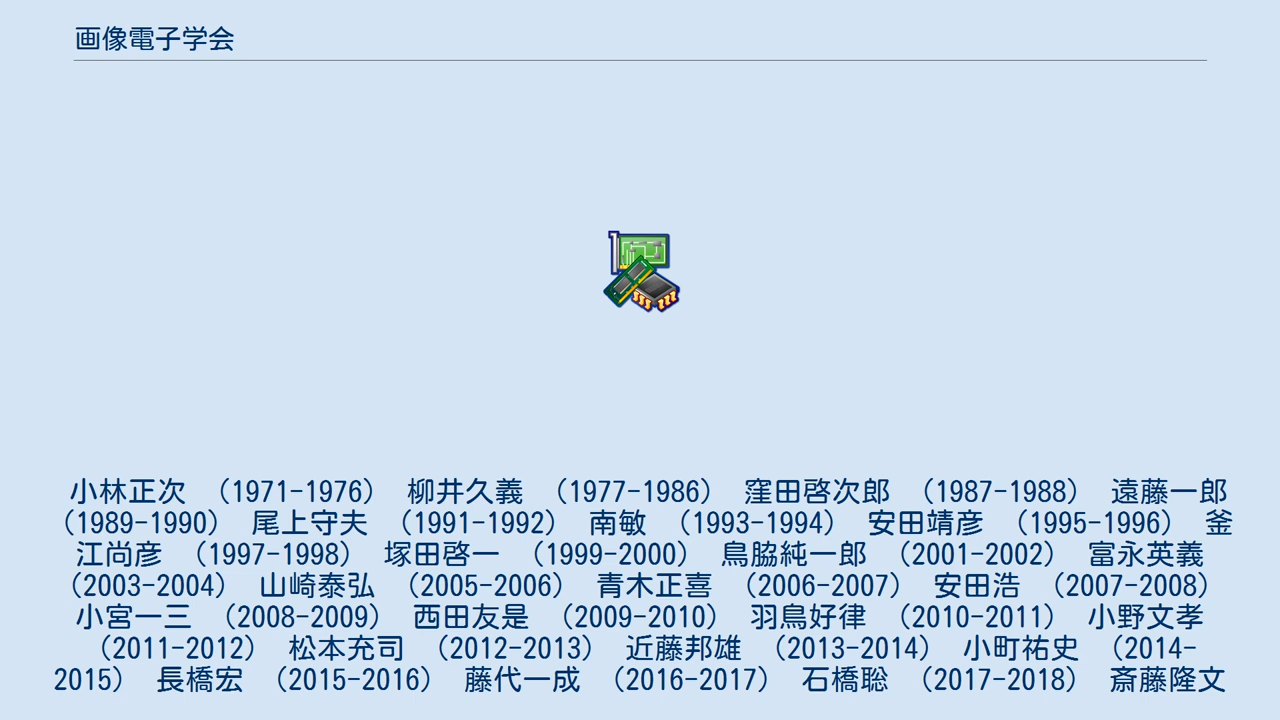 画像電子学会
小林正次 （1971-1976） 柳井久義 （1977-1986） 窪田啓次郎 （1987-1988） 遠藤一郎
（1989-1990） 尾上守夫 （1991-1992） 南敏 （1993-1994） 安田靖彦 （1995-1996） 釜
江尚彦 （1997-1998） 塚田啓一 （1999-2000） 鳥脇純一郎 （2001-2002） 富永英義
（2003-2004） 山崎泰弘 （2005-2006） 青木正喜 （2006-2007） 安田浩 （2007-2008）
小宮一三 （2008-2009） 西田友是 （2009-2010） 羽鳥好律 （2010-2011） 小野文孝
（2011-2012） 松本充司 （2012-2013） 近藤邦雄 （2013-2014） 小町祐史 （2014-
2015） 長橋宏 （2015-2016） 藤代一成 （2016-2017） 石橋聡 （2017-2018） 斎藤隆文